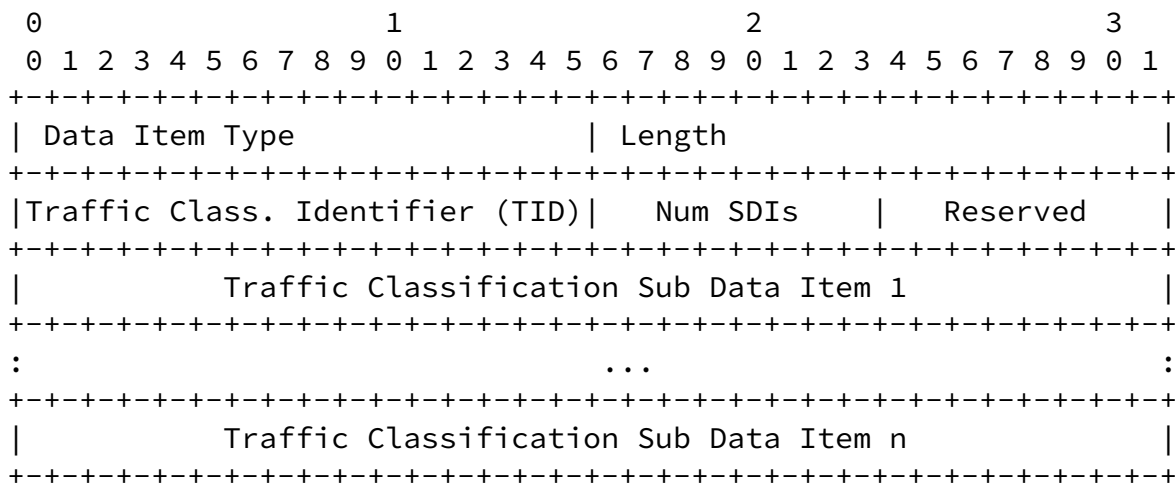 0                   1                   2                   3
 0 1 2 3 4 5 6 7 8 9 0 1 2 3 4 5 6 7 8 9 0 1 2 3 4 5 6 7 8 9 0 1
+-+-+-+-+-+-+-+-+-+-+-+-+-+-+-+-+-+-+-+-+-+-+-+-+-+-+-+-+-+-+-+-+
| Data Item Type                | Length                        |
+-+-+-+-+-+-+-+-+-+-+-+-+-+-+-+-+-+-+-+-+-+-+-+-+-+-+-+-+-+-+-+-+
|Traffic Class. Identifier (TID)|   Num SDIs    |   Reserved    |
+-+-+-+-+-+-+-+-+-+-+-+-+-+-+-+-+-+-+-+-+-+-+-+-+-+-+-+-+-+-+-+-+
|           Traffic Classification Sub Data Item 1              |
+-+-+-+-+-+-+-+-+-+-+-+-+-+-+-+-+-+-+-+-+-+-+-+-+-+-+-+-+-+-+-+-+
:                                ...                            :
+-+-+-+-+-+-+-+-+-+-+-+-+-+-+-+-+-+-+-+-+-+-+-+-+-+-+-+-+-+-+-+-+
|           Traffic Classification Sub Data Item n              |
+-+-+-+-+-+-+-+-+-+-+-+-+-+-+-+-+-+-+-+-+-+-+-+-+-+-+-+-+-+-+-+-+